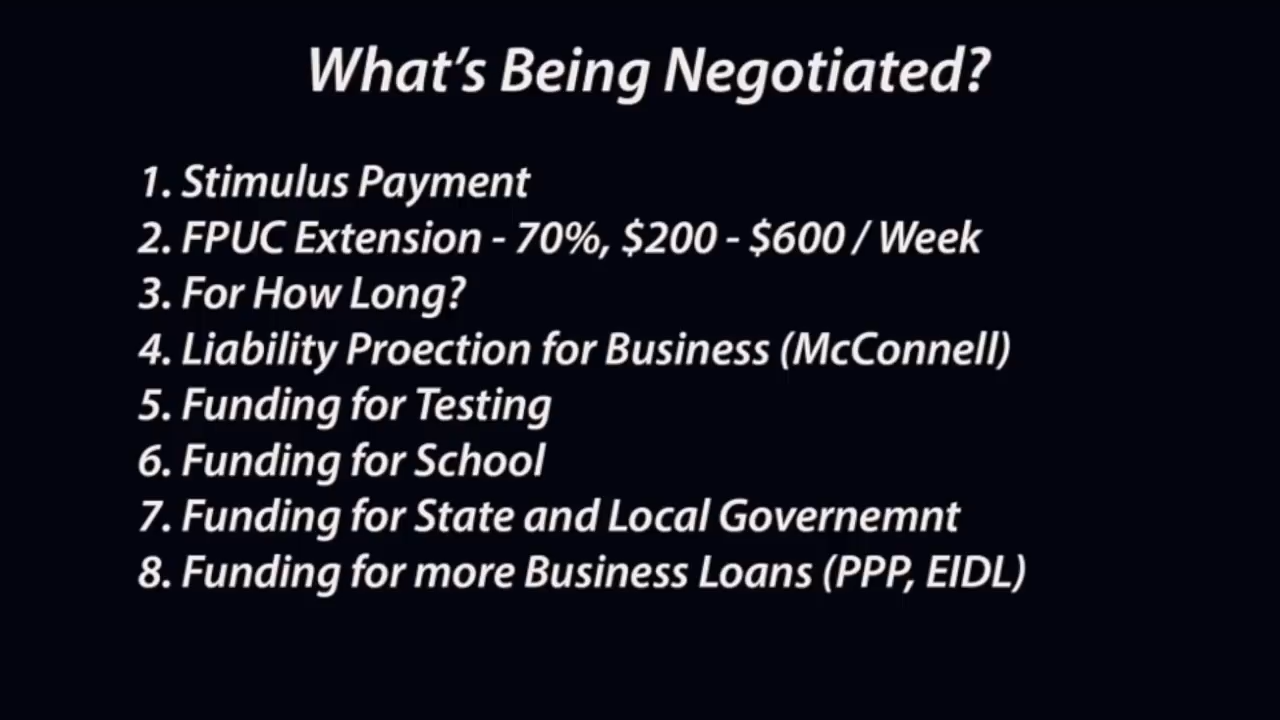 What's Being Negotiated?
1. Stimulus Payment
2. FPUC Extension - 70%, $200 - $600 / Week
3. For How Long?
4. Liability Proection for Business (McConnell)
5. Funding for Testing
6. Funding for School
7. Funding for State and Local Governemnt
8. Funding for more Business Loans (PPP, EIDL)